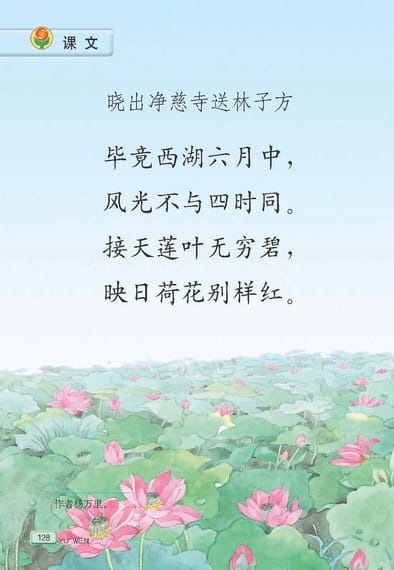 课文
晓出净慈寺送林子方
毕竟西湖六月中，
风光不与四时同。
接天莲叶无穷碧，
映日荷花别样红。
作者杨万里。
128
YU WEN